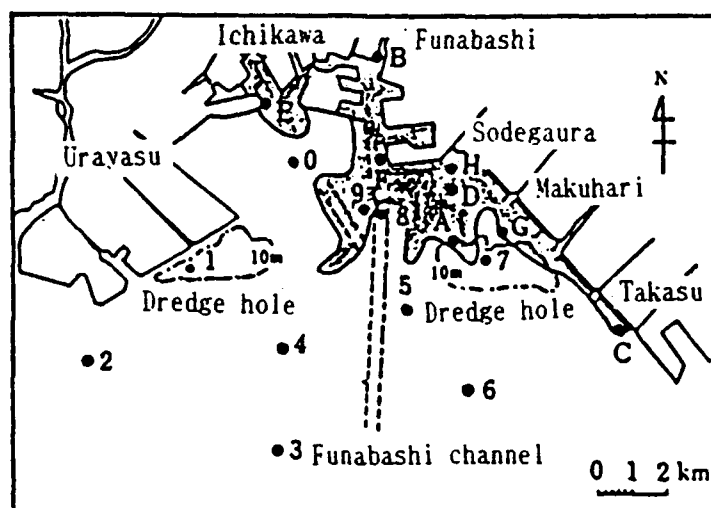 Ichikawa
Funabashi
B
N
Sodegaura
Urayasu
0
H
Makuhari
D
9
8
A
G
1
10m
10m
7
Takasu
Dredge hole
5
Dredge hole
C
2
4
6
3
Funabashi channel
0 1 2 km